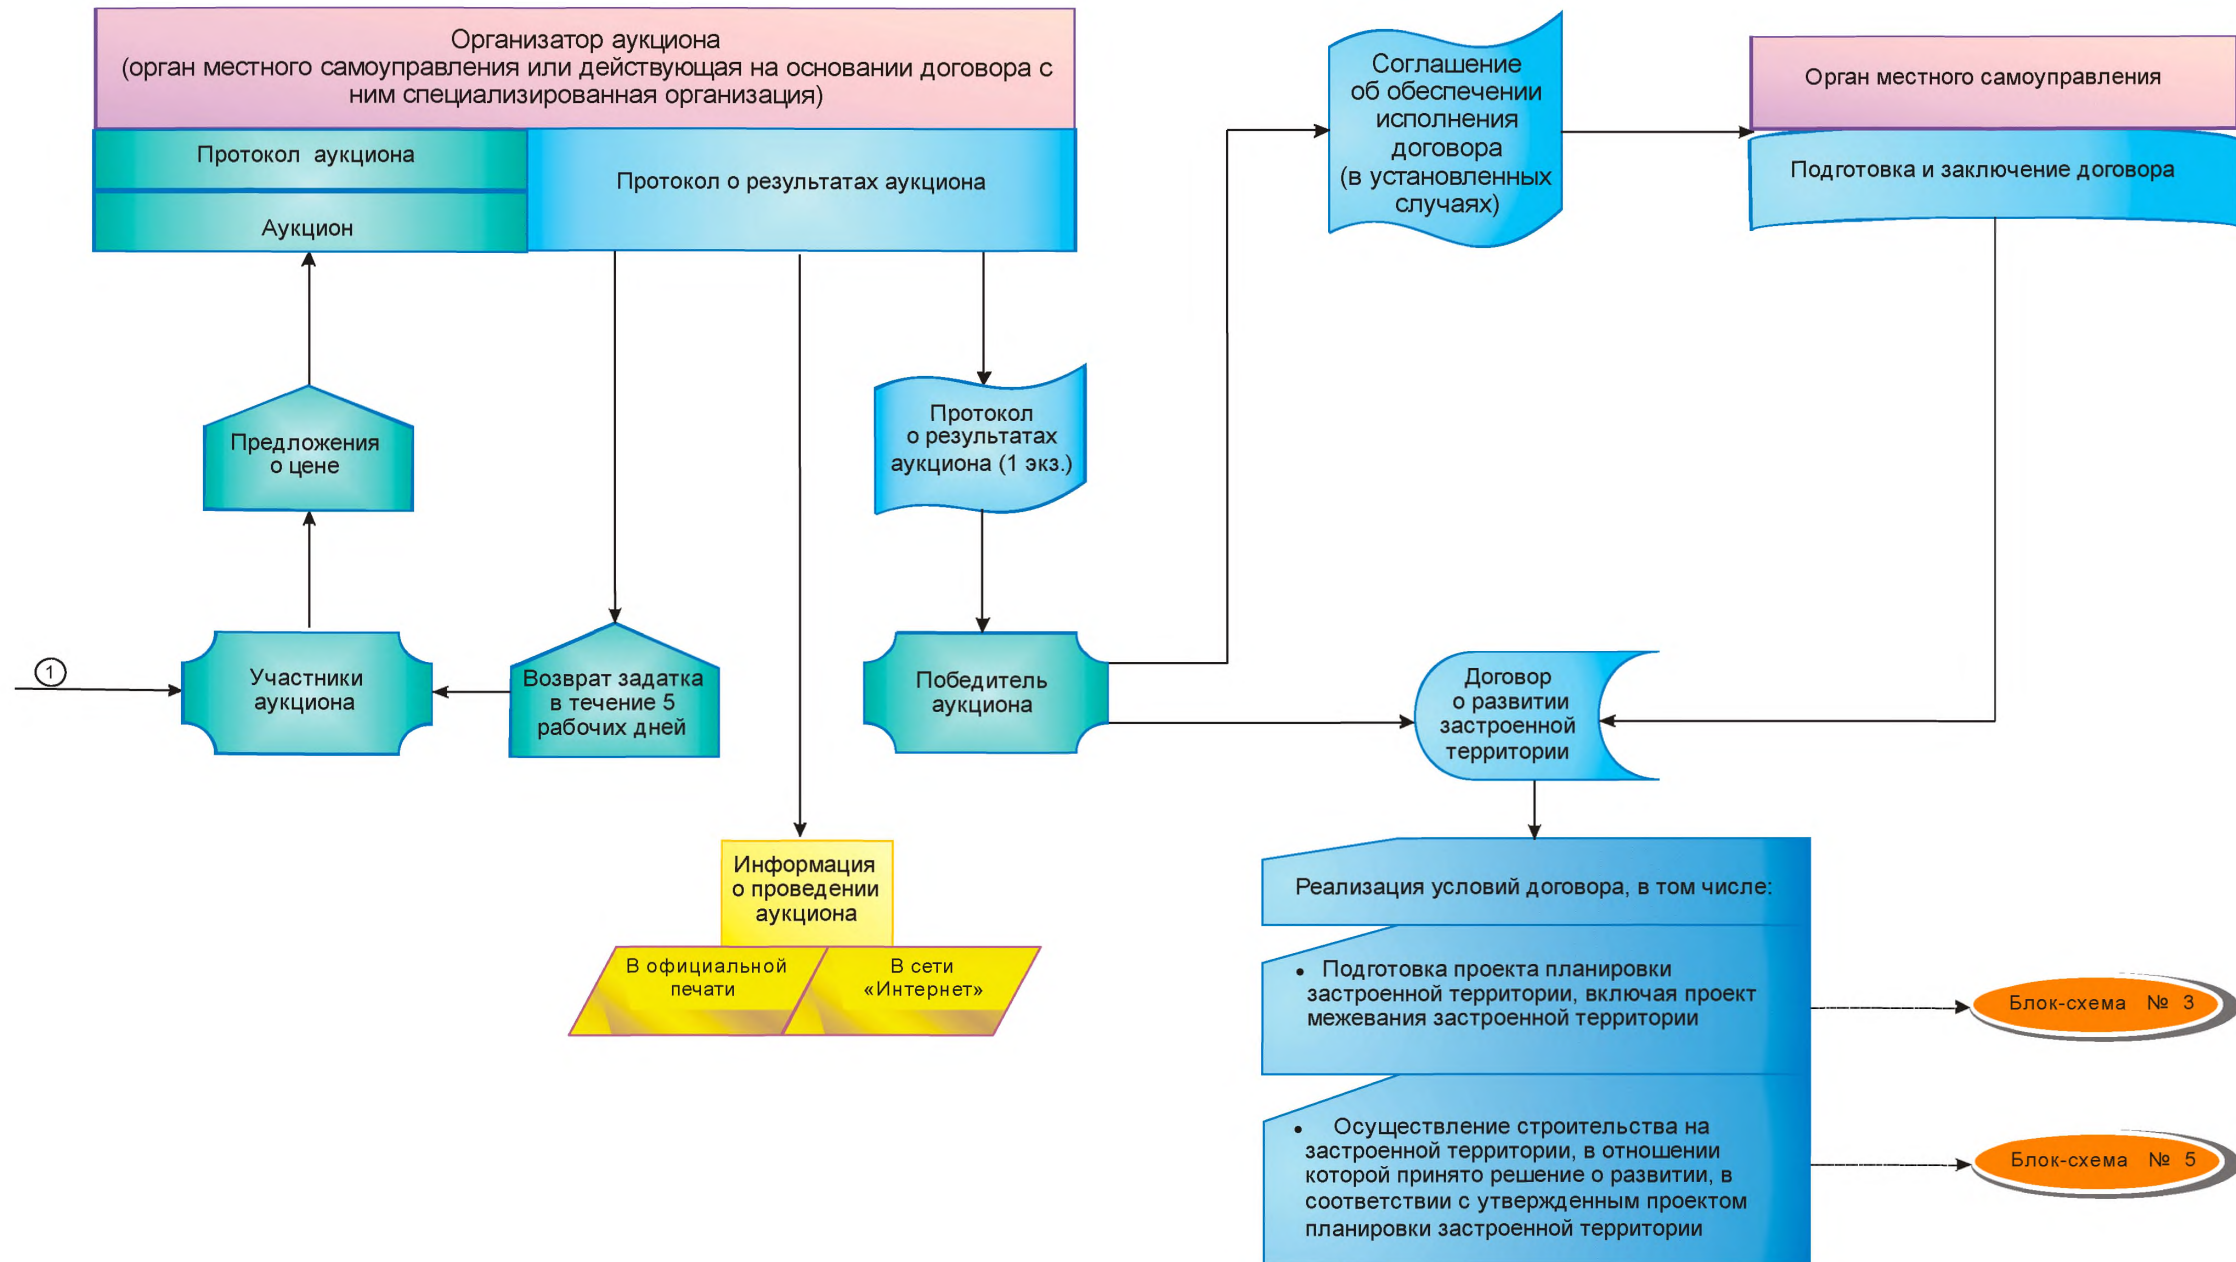 Организатор аукциона
(орган местного самоуправления или действующая на основании договора с
ним специализированная организация)
Протокол аукциона
Аукцион
Протокол о результатах аукциона
Соглашение
об обеспечении
исполнения
договора
(в установленных
случаях)
Орган местного самоуправления
Подготовка и заключение договора
Предложения
о цене
Протокол
о результатах
аукциона (1 экз.)
1
Участники
аукциона
Возврат задатка
в течение 5
рабочих дней
Победитель
аукциона
Договор
о развитии
застроенной
территории
Информация
о проведении
аукциона
В официальной
печати
В сети
«Интернет»
Реализация условий договора, в том числе:
• Подготовка проекта планировки
застроенной территории, включая проект
межевания застроенной территории
Блок-схема № 3
• Осуществление строительства на
застроенной территории, в отношении
которой принято решение о развитии, в
соответствии с утвержденным проектом
планировки застроенной территории
Блок-схема № 5